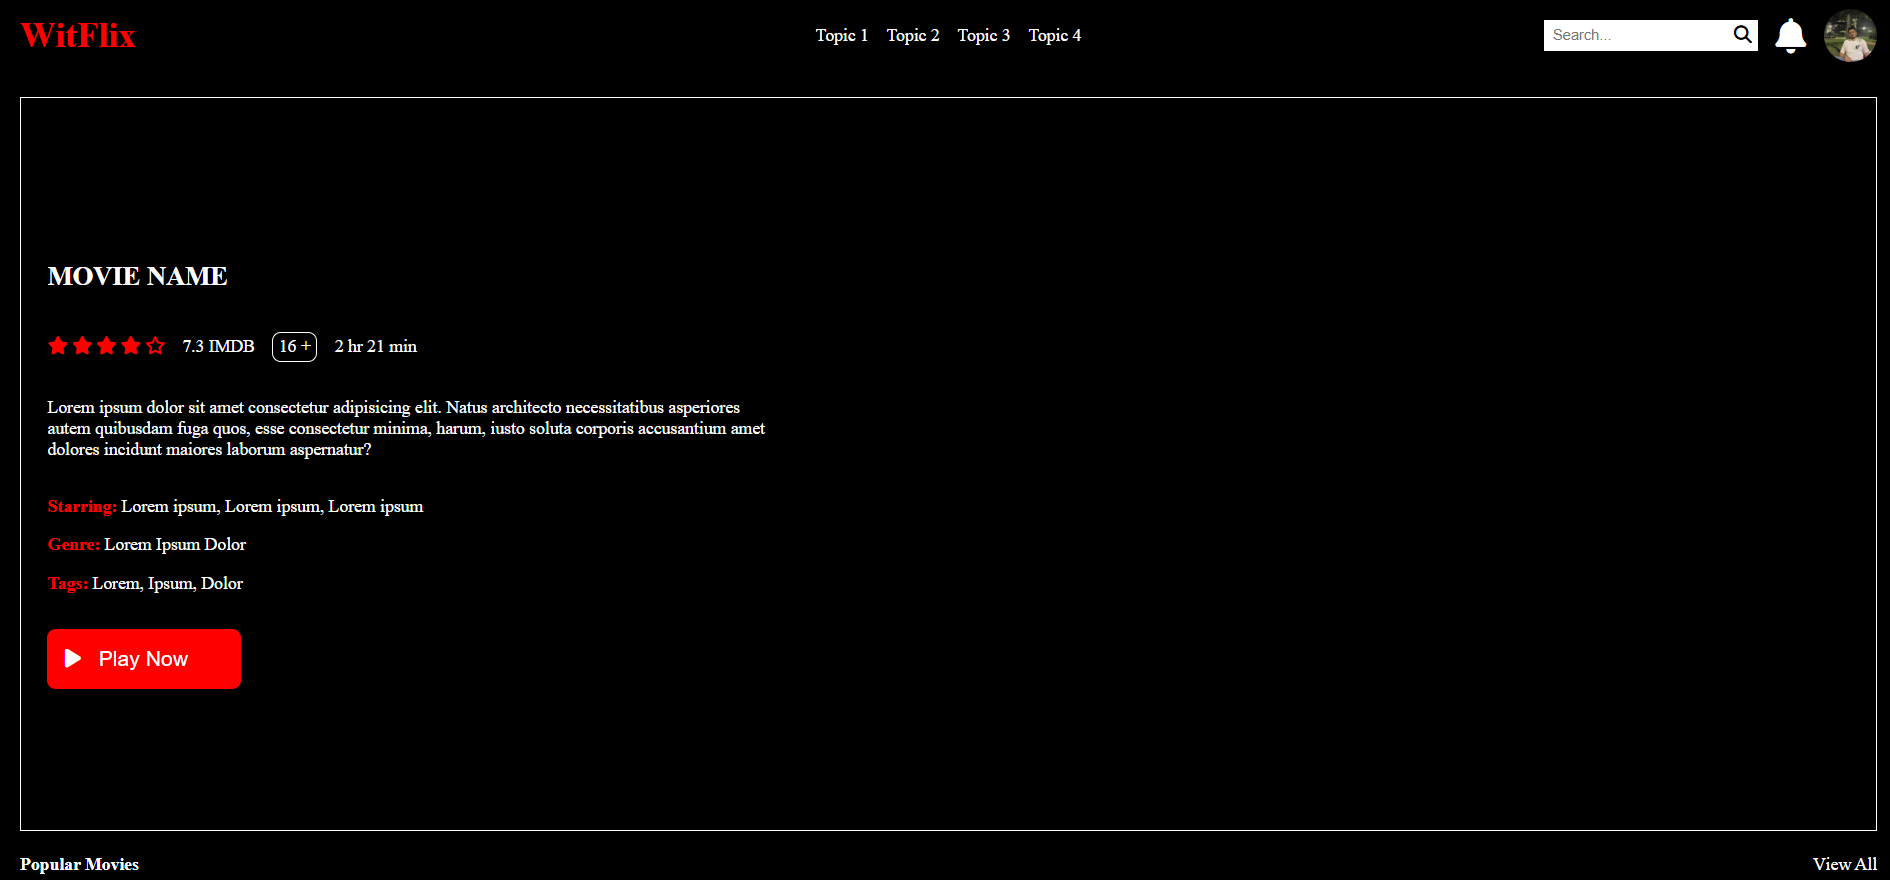 WitFlix
Topic 1 Topic 2 Topic 3 Topic 4
Search...
MOVIE NAME
7.3 IMDB 16 + 2 hr 21 min
Lorem ipsum dolor sit amet consectetur adipisicing elit. Natus architecto necessitatibus asperiores
autem quibusdam fuga quos, esse consectetur minima, harum, iusto soluta corporis accusantium amet
dolores incidunt maiores laborum aspernatur?
Starring: Lorem ipsum, Lorem ipsum, Lorem ipsum
Genre: Lorem Ipsum Dolor
Tags: Lorem, Ipsum, Dolor
Play Now
Popular Movies
View All